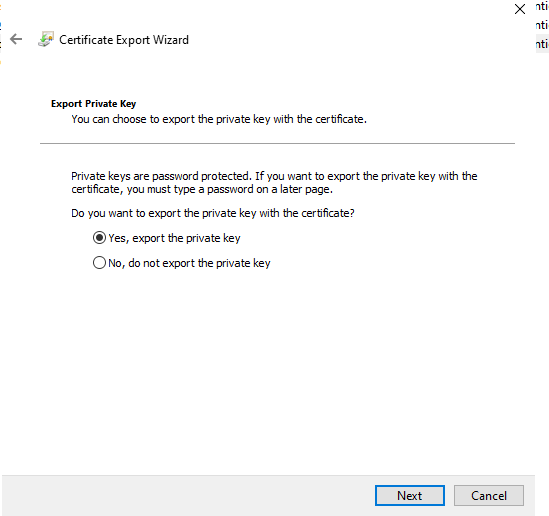 Certificate Export Wizard
Export Private Key
You can choose to export the private key with the certificate.
Private keys are password protected. If you want to export the private key with the
certificate, you must type a password on a later page.
Do you want to export the private key with the certificate?
Yes, export the private key
No, do not export the private key
Next
Cancel